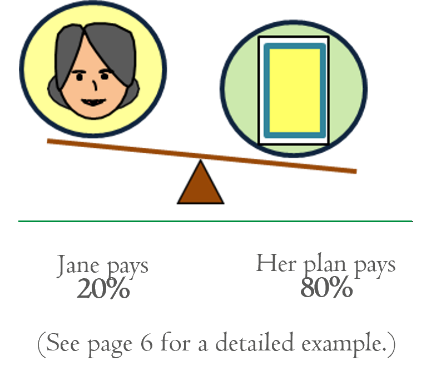 Jane pays
20%
Her plan pays
80%
(See page 6 for a detailed example.)